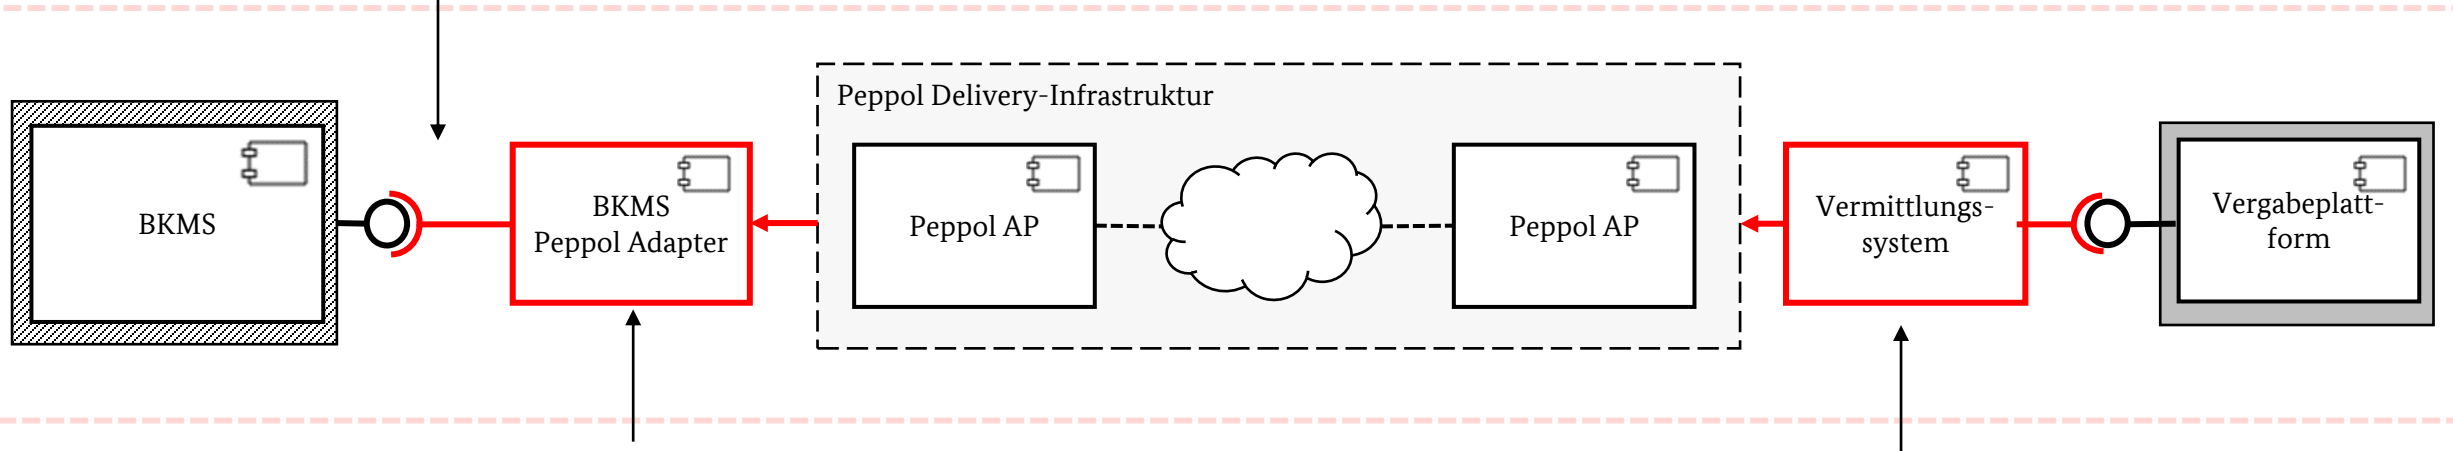 Peppol Delivery-Infrastruktur
BKMS
BKMS
Peppol Adapter
Peppol AP
Peppol AP
Vermittlungs-
system
Vergabeplatt-
form